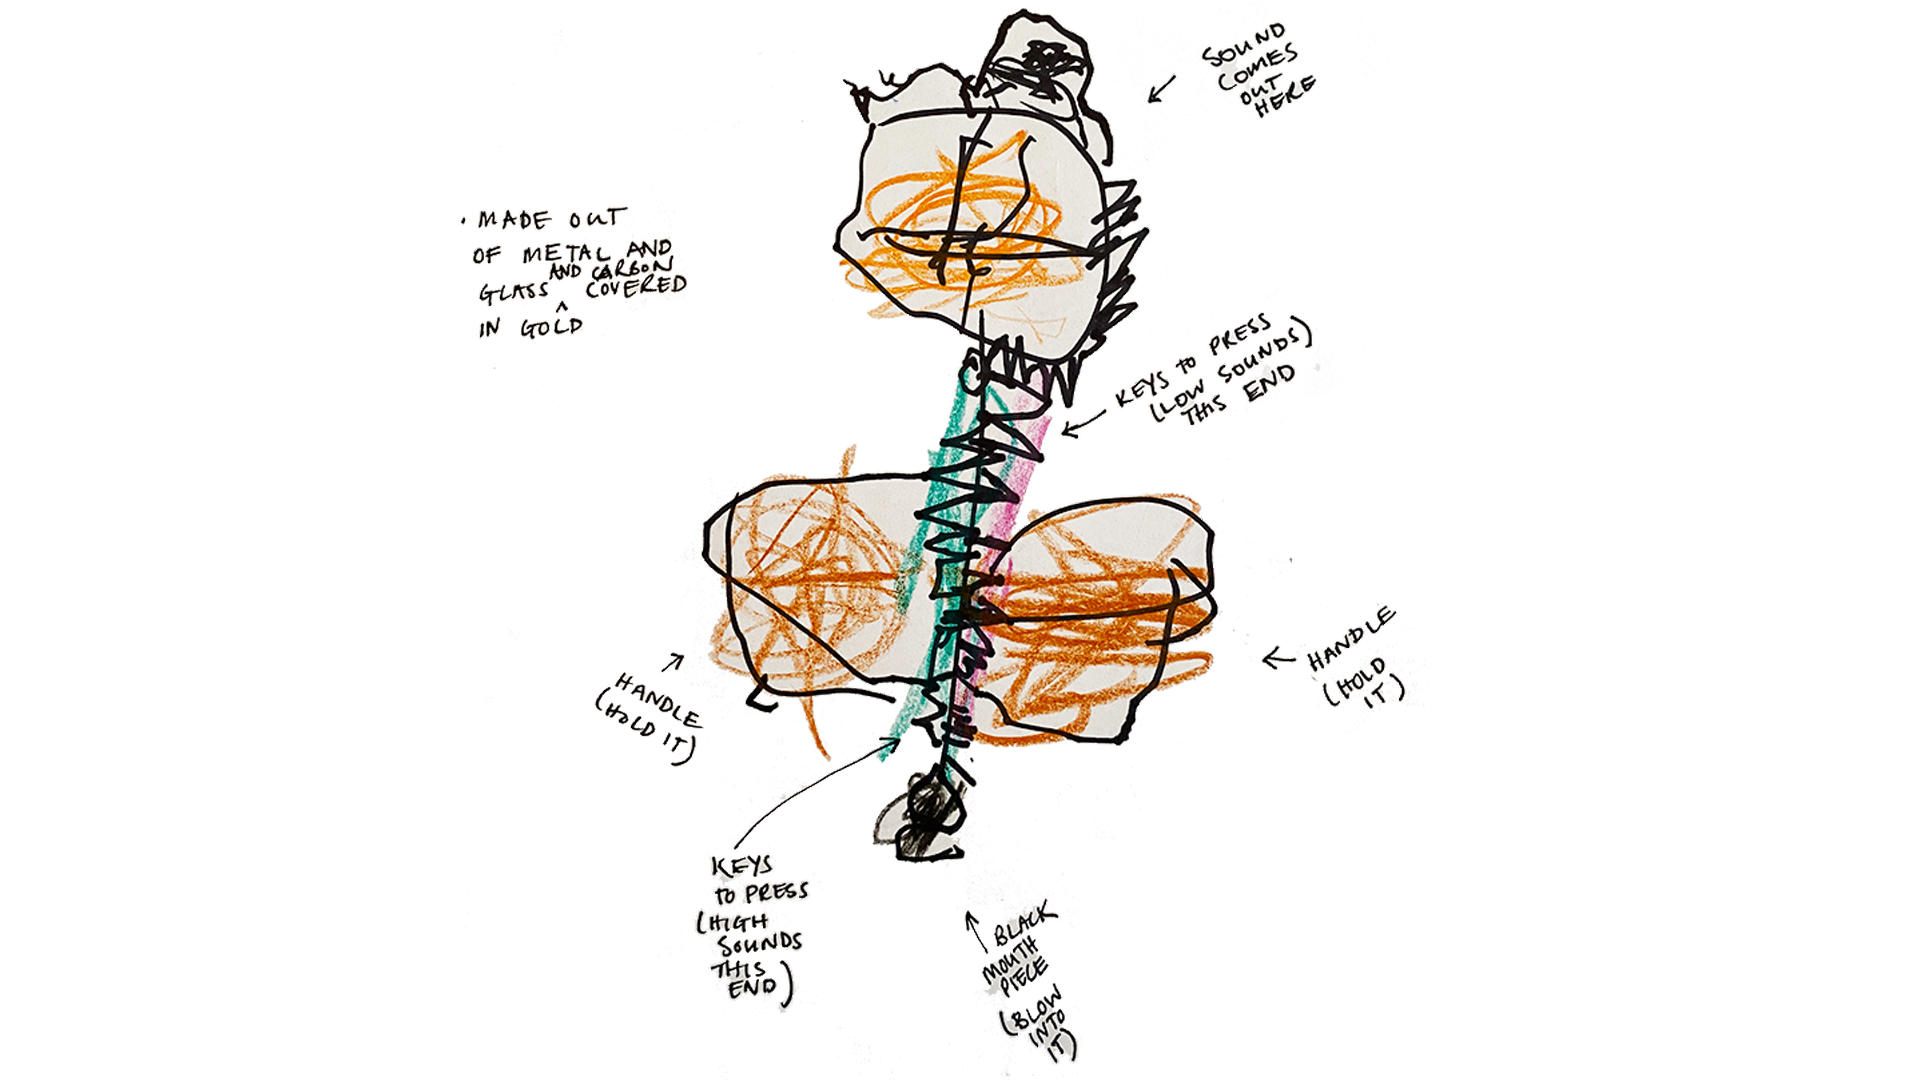 SOUND
COMES
OUT
HERE
· MADE OUT
OF METAL AND
AND CARBON
GLASS ^ COVERED
IN GOLD
KEYS TO PRESS
(LOW SOUNDS)
THIS END
HANDLE
(HOLD IT)
HANDLE
(HOLD
IT)
KEYS
TO PRESS
(HIGH
SOUNDS
THIS
END)
BLACK
MOUTH
PIECE
(BLOW
INTO
IT)